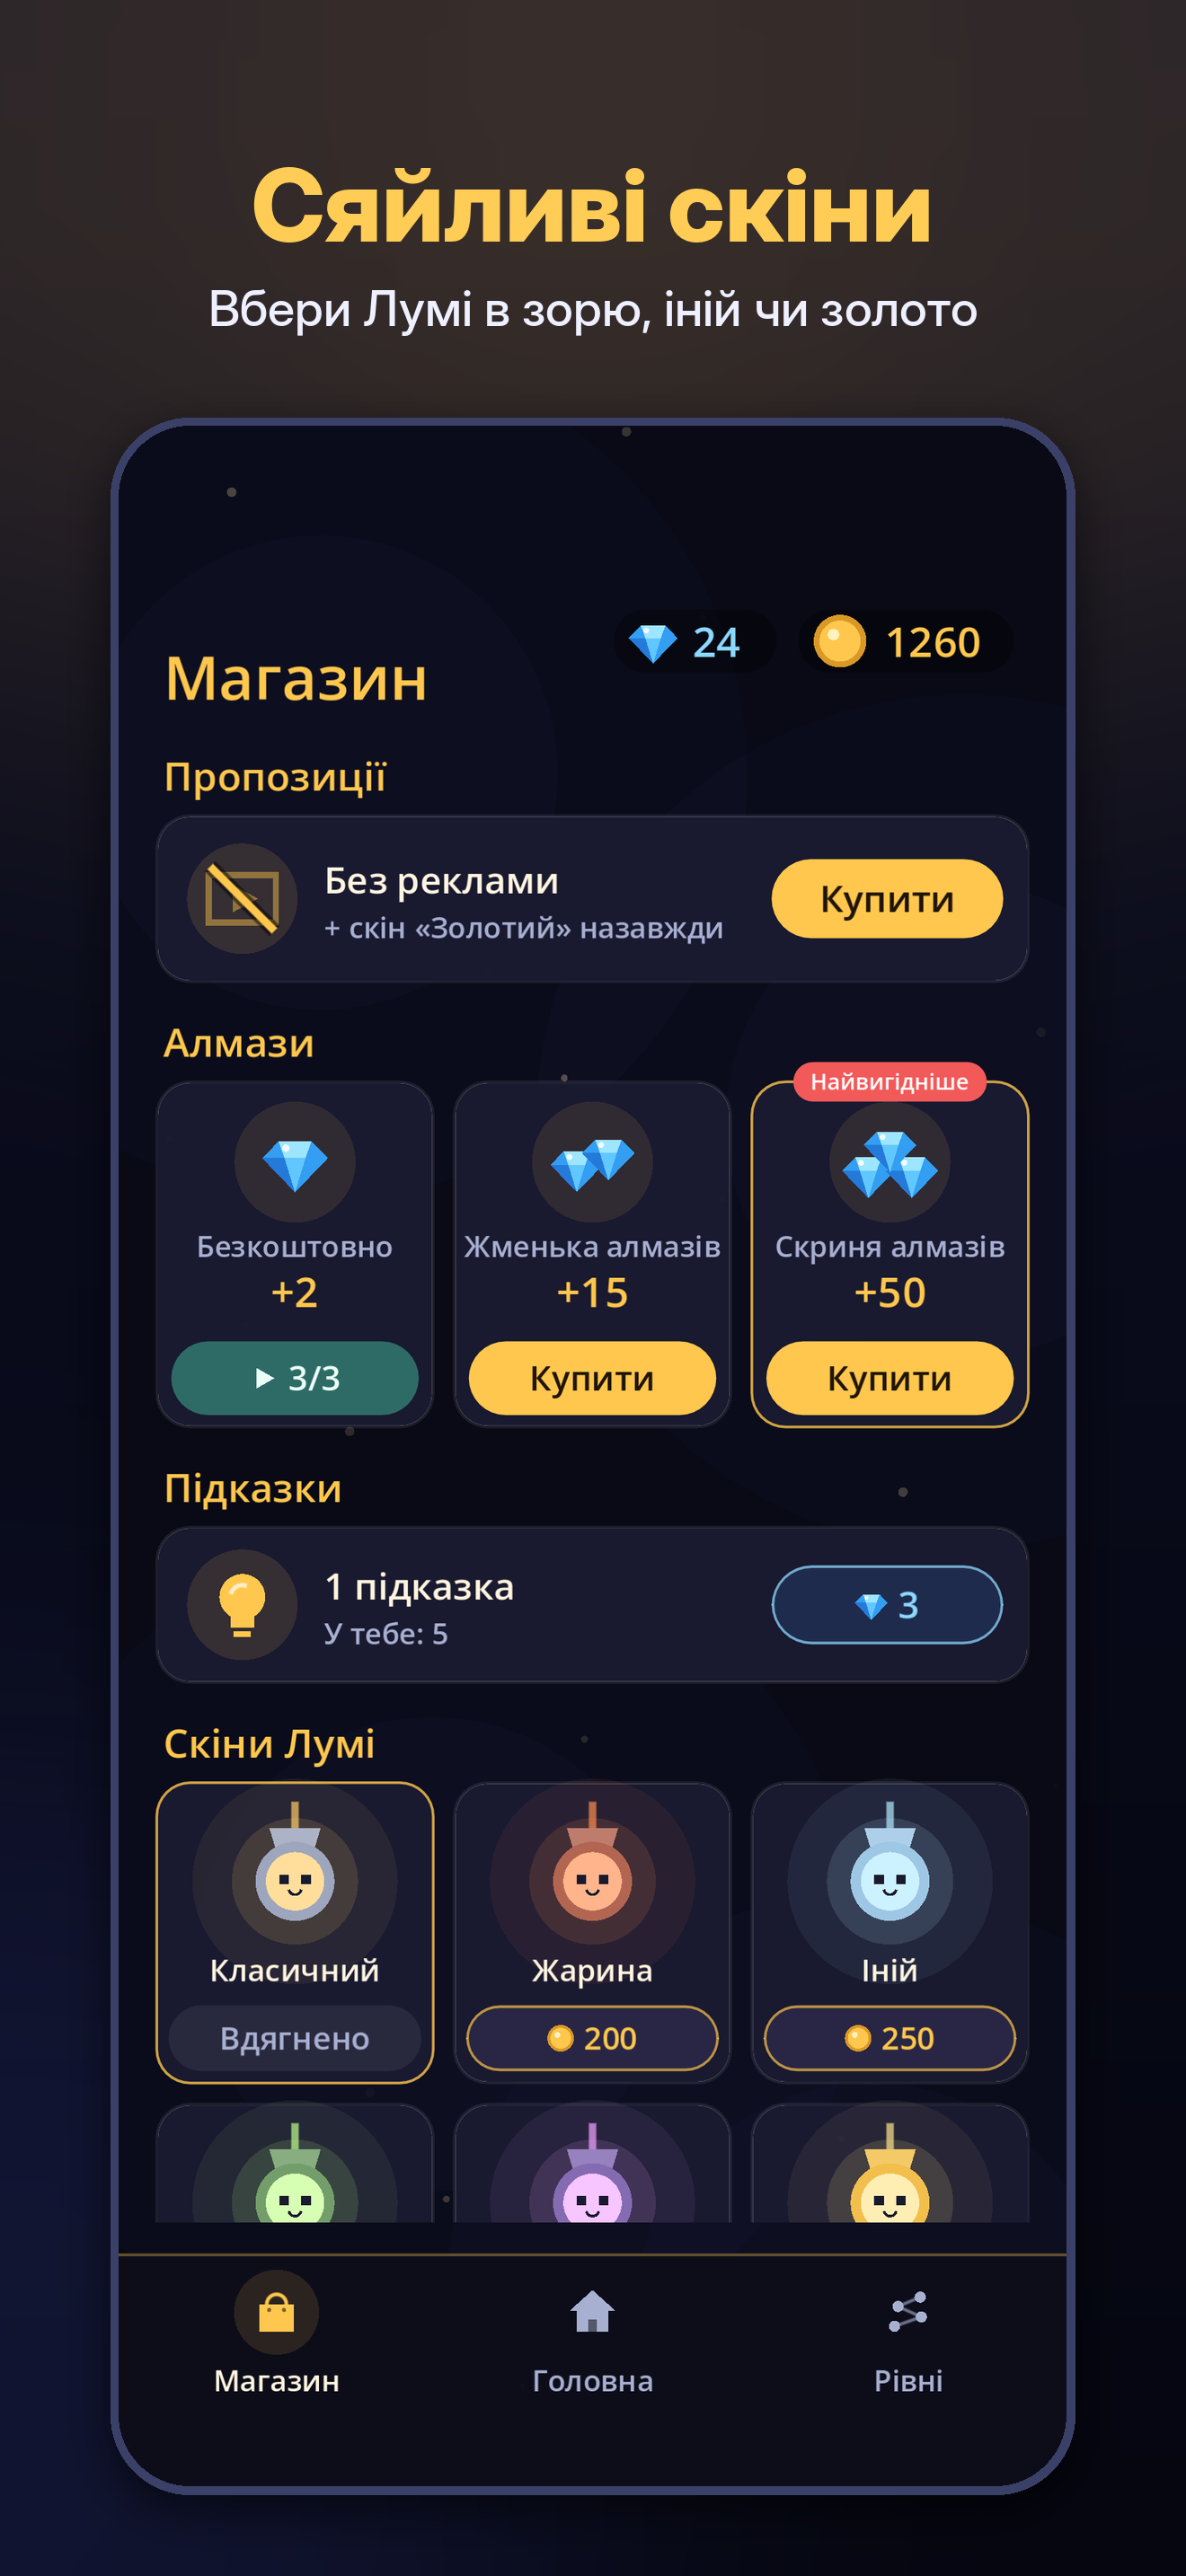 Сяйливі скіни
Вбери Лумі в зорю, іній чи золото
24
1260
Магазин
Пропозиції
Без реклами
+ скін «Золотий» назавжди
Купити
Алмази
Найвигідніше
Безкоштовно
Жменька алмазів
Скриня алмазів
+2
+15
+50
3/3
Купити
Купити
Підказки
1 підказка
У тебе: 5
3
Скіни Лумі
Класичний
Жарина
Іній
Вдягнено
200
250
Магазин
Головна
Рівні